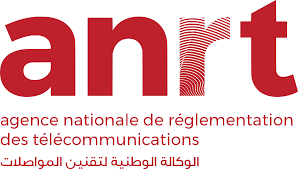 anrt
agence nationale de réglementation
des télécommunications
الوكالة الوطنية لتقنين المواصلات